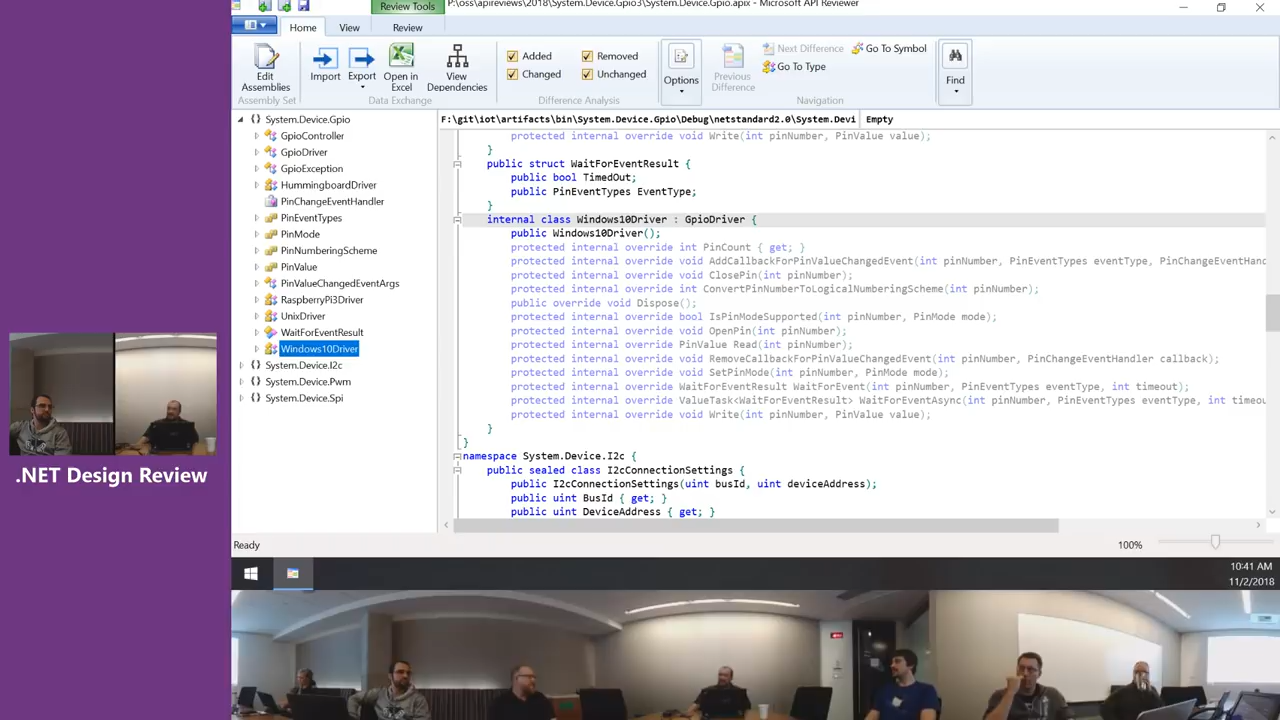 Review Tools
P:\oss\apireviews\2018\System.Device.Gpio3\System.Device.Gpio.apix - Microsoft API Reviewer
Home View Review
Edit Assemblies
Import
Export
Open in Excel
View Dependencies
Added
Removed
Changed
Unchanged
Options
Previous Difference
Next Difference
Go To Symbol
Go To Type
Find
Assembly Set
Data Exchange
Difference Analysis
Navigation
System.Device.Gpio
GpioController
GpioDriver
GpioException
HummingboardDriver
PinChangeEventHandler
PinEventTypes
PinMode
PinNumberingScheme
PinValue
PinValueChangedEventArgs
RaspberryPi3Driver
UnixDriver
WaitForEventResult
Windows10Driver
System.Device.I2c
System.Device.Pwm
System.Device.Spi
F:\git\iot\artifacts\bin\System.Device.Gpio\Debug\netstandard2.0\System.Devi
Empty
protected internal override void Write(int pinNumber, PinValue value);
}
public struct WaitForEventResult {
public bool TimedOut;
public PinEventTypes EventType;
}
internal class Windows10Driver : GpioDriver {
public Windows10Driver();
protected internal override int PinCount { get; }
protected internal override void AddCallbackForPinValueChangedEvent(int pinNumber, PinEventTypes eventType, PinChangeEventHand
protected internal override void ClosePin(int pinNumber);
protected internal override int ConvertPinNumberToLogicalNumberingScheme(int pinNumber);
public override void Dispose();
protected internal override bool IsPinModeSupported(int pinNumber, PinMode mode);
protected internal override void OpenPin(int pinNumber);
protected internal override PinValue Read(int pinNumber);
protected internal override void RemoveCallbackForPinValueChangedEvent(int pinNumber, PinChangeEventHandler callback);
protected internal override void SetPinMode(int pinNumber, PinMode mode);
protected internal override WaitForEventResult WaitForEvent(int pinNumber, PinEventTypes eventType, int timeout);
protected internal override ValueTask<WaitForEventResult> WaitForEventAsync(int pinNumber, PinEventTypes eventType, int timeou
protected internal override void Write(int pinNumber, PinValue value);
}
}
namespace System.Device.I2c {
public sealed class I2cConnectionSettings {
public I2cConnectionSettings(uint busId, uint deviceAddress);
public uint BusId { get; }
public uint DeviceAddress { get; }
.NET Design Review
Ready
100%
10:41 AM
11/2/2018